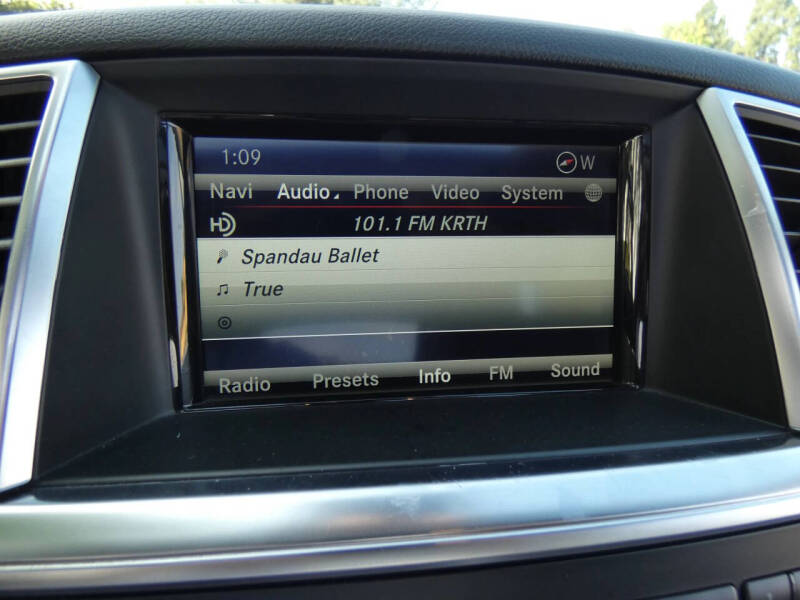 1:09 W
Navi Audio Phone Video System
HD 101.1 FM KRTH
Spandau Ballet
True
Radio Presets Info FM Sound